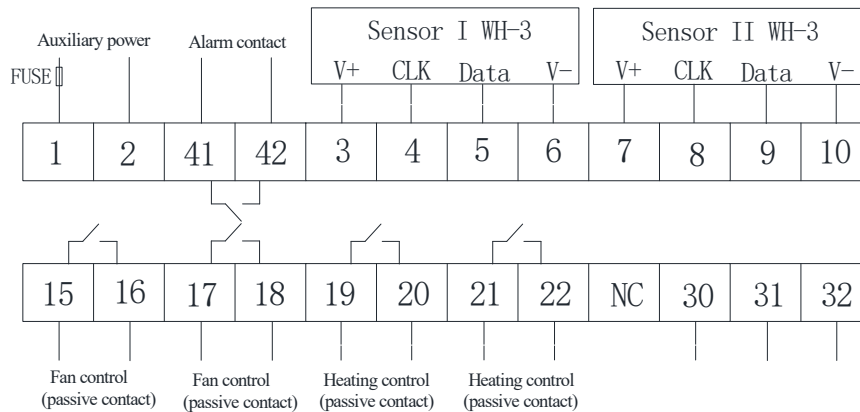 Auxiliary power
Alarm contact
FUSE
Sensor I WH-3
V+ CLK Data V-
Sensor II WH-3
V+ CLK Data V-
1 2 41 42 3 4 5 6 7 8 9 10
15 16 17 18 19 20 21 22 NC 30 31 32
Fan control
(passive contact)
Fan control
(passive contact)
Heating control
(passive contact)
Heating control
(passive contact)